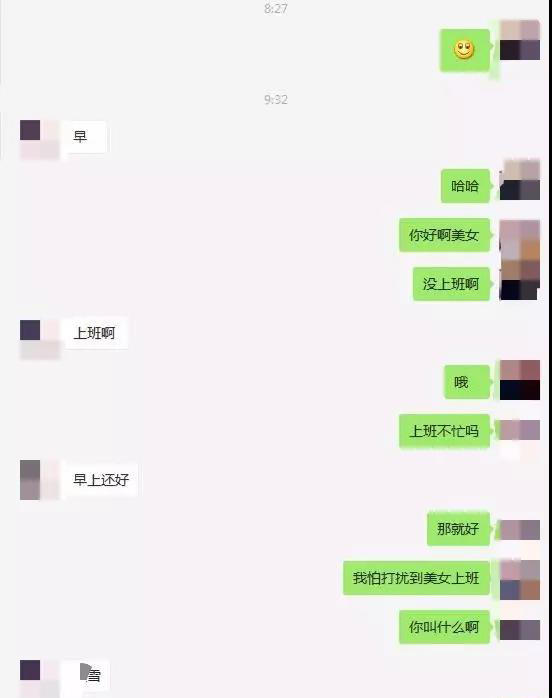 8:27
9:32
早
哈哈
你好啊美女
没上班啊
上班啊
哦
上班不忙吗
早上还好
那就好
我怕打扰到美女上班
你叫什么啊
雪